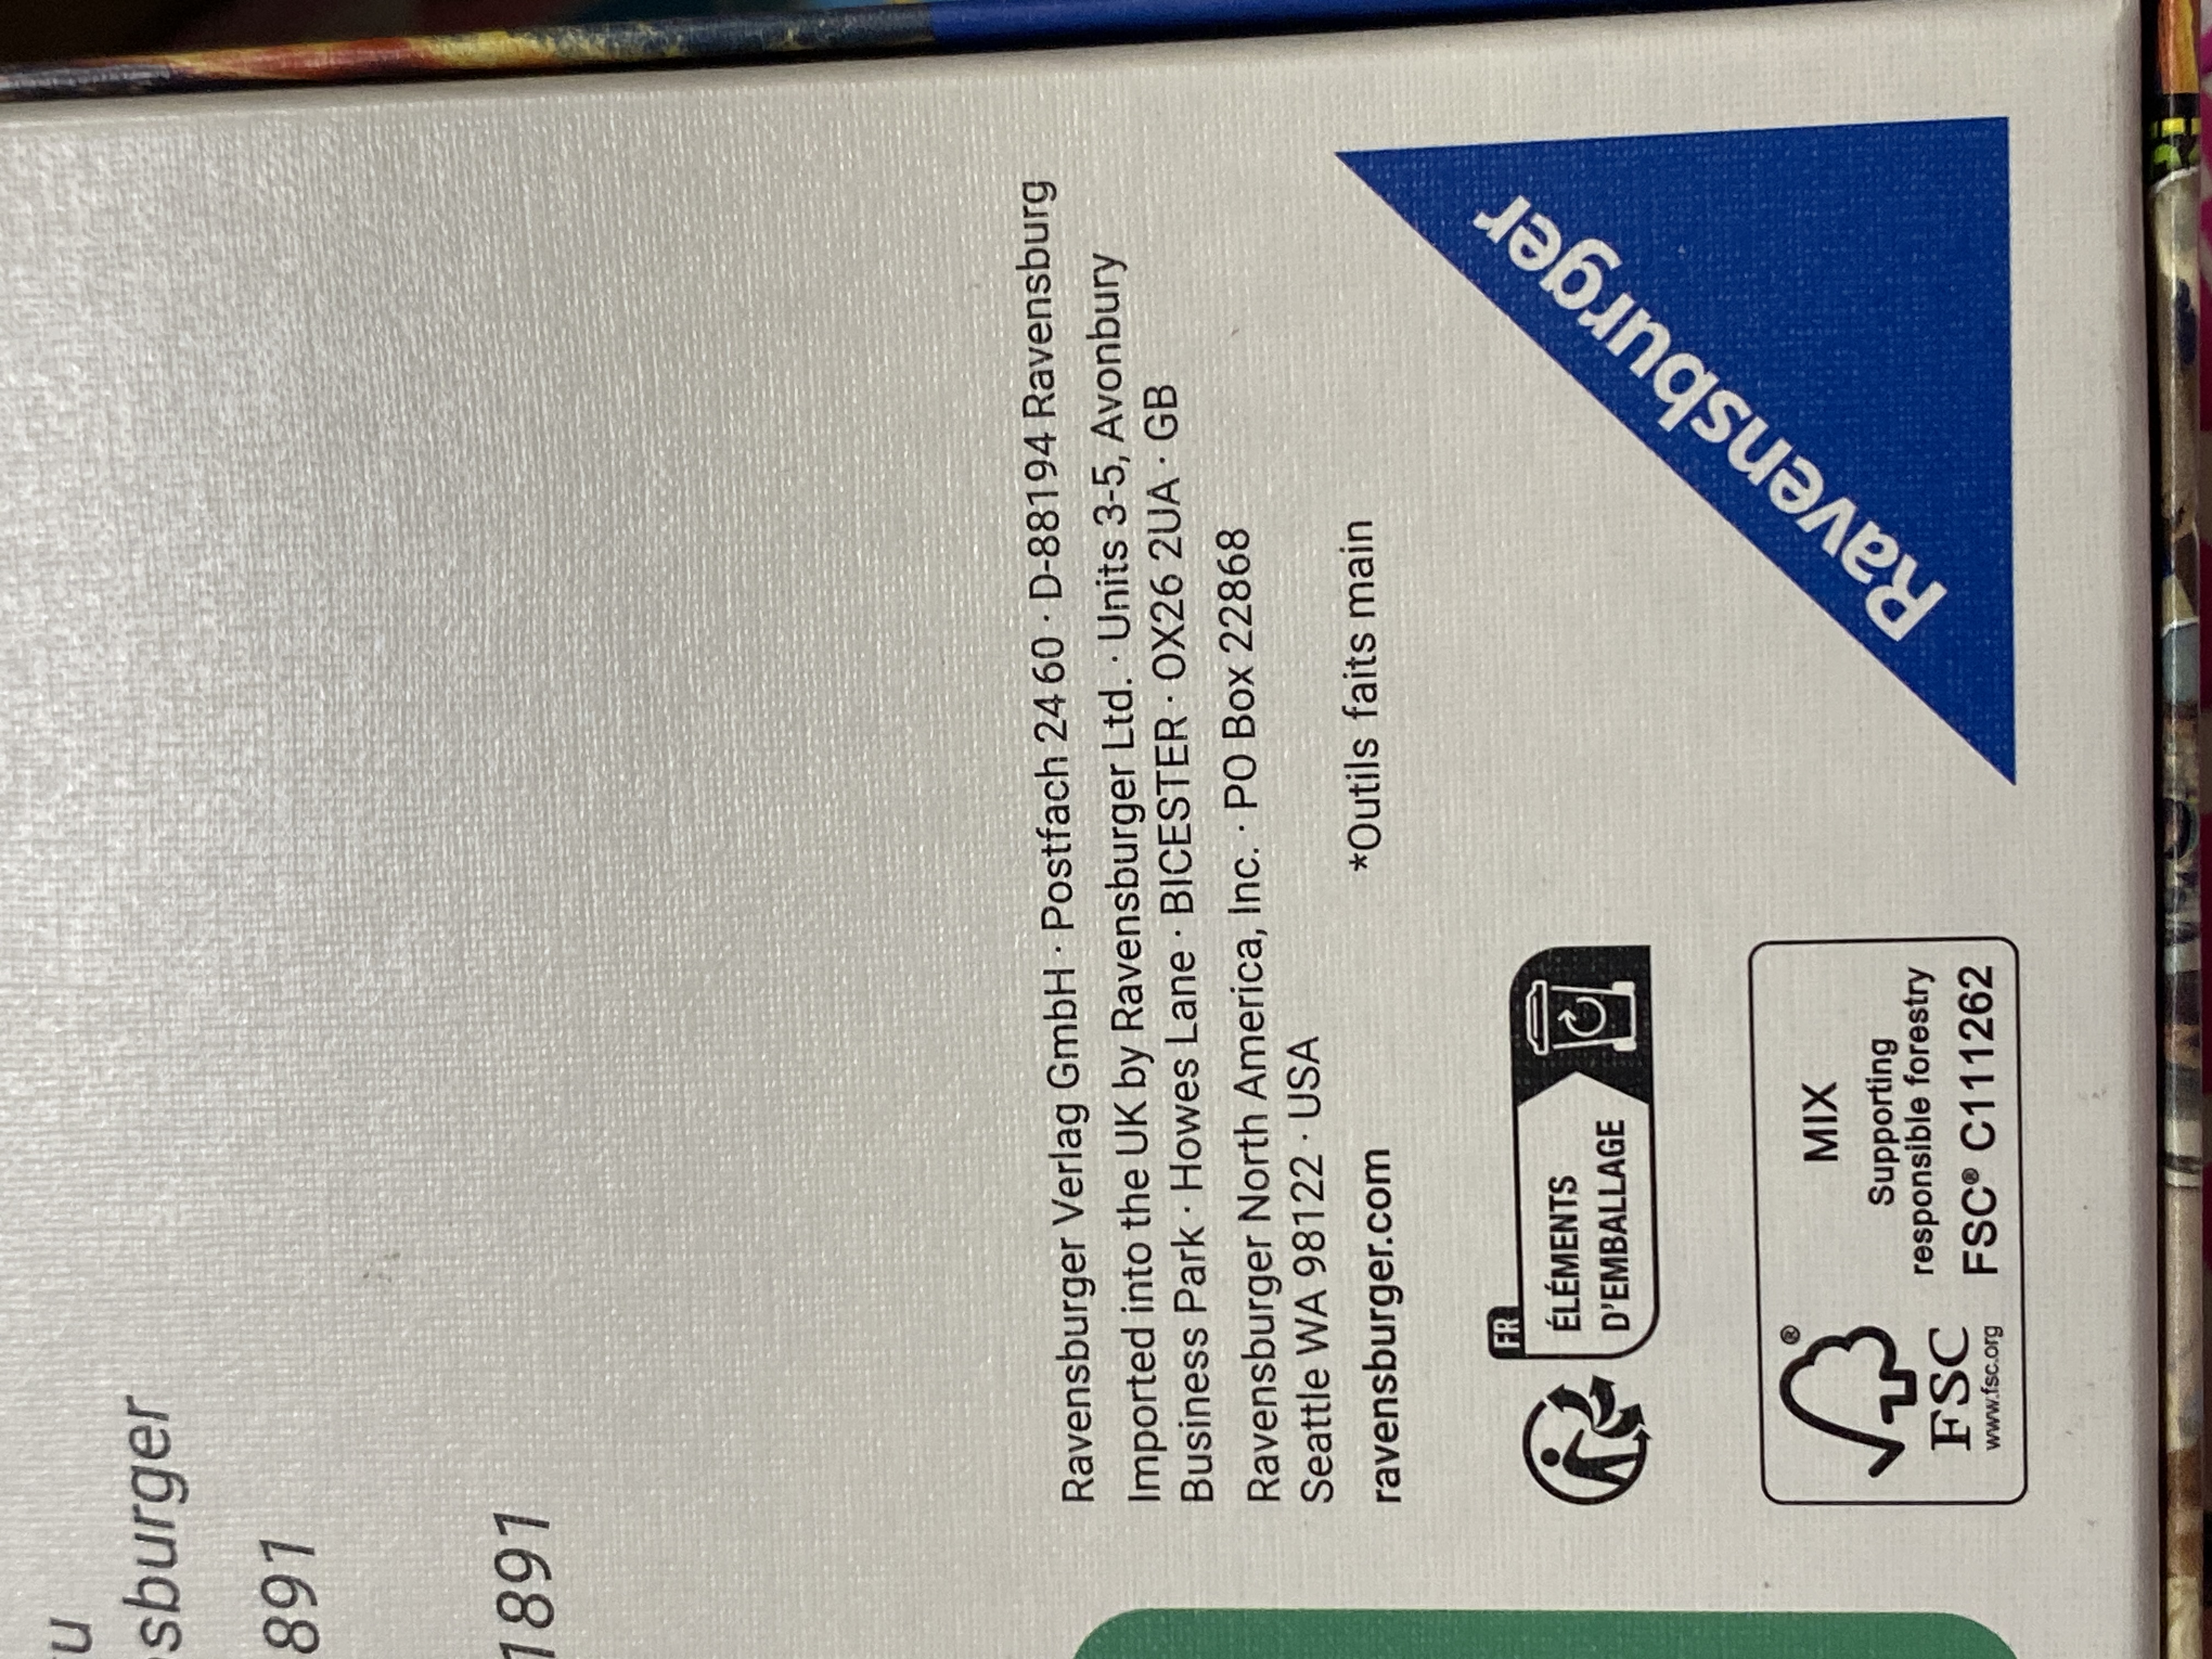 sburger
891
1891
Ravensburger Verlag GmbH · Postfach 24 60 · D-88194 Ravensburg
Imported into the UK by Ravensburger Ltd. · Units 3-5, Avonbury
Business Park · Howes Lane · BICESTER · OX26 2UA · GB
Ravensburger North America, Inc. · PO Box 22868
Seattle WA 98122 · USA
ravensburger.com
*Outils faits main
FR
ÉLÉMENTS
D'EMBALLAGE
MIX
Supporting
responsible forestry
FSC® C111262
FSC
®
www.fsc.org
Ravensburger